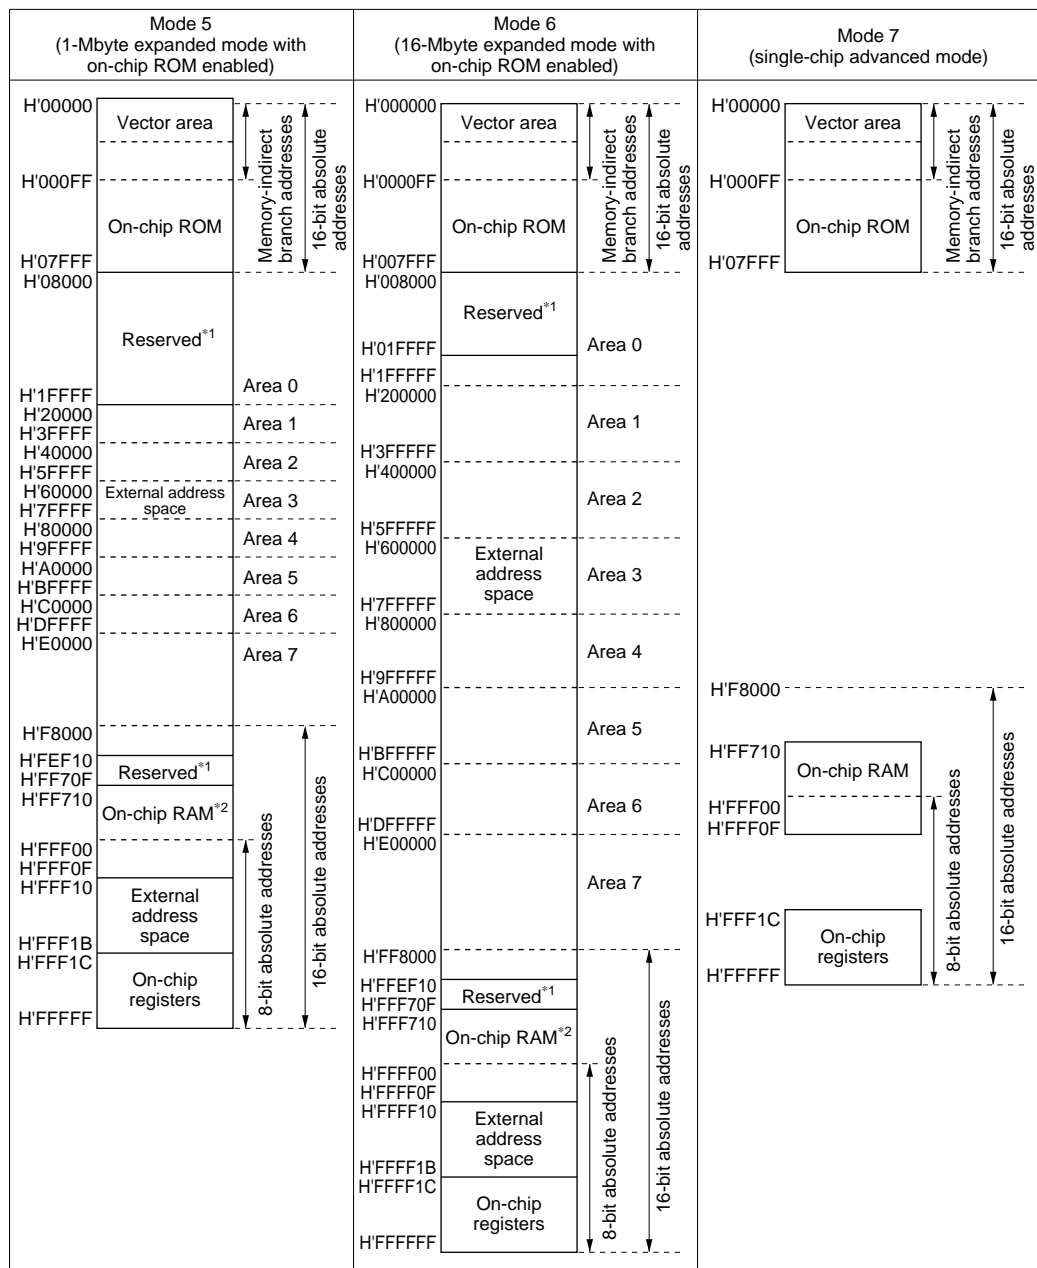 Mode 5
(1-Mbyte expanded mode with
on-chip ROM enabled)
H'00000
Vector area
H'000FF
On-chip ROM
H'07FFF
H'08000
Memory-indirect
branch addresses
16-bit absolute
addresses
Reserved*1
H'1FFFF
Area 0
H'20000
H'3FFFF
Area 1
H'40000
H'5FFFF
Area 2
H'60000
H'7FFFF
External address
space
Area 3
H'80000
H'9FFFF
Area 4
H'A0000
H'BFFFF
Area 5
H'C0000
H'DFFFF
Area 6
H'E0000
Area 7
H'F8000
H'FEF10
Reserved*1
H'FF70F
H'FF710
On-chip RAM*2
H'FFF00
H'FFF0F
H'FFF10
External
address
space
H'FFF1B
H'FFF1C
On-chip
registers
H'FFFFF
8-bit absolute addresses
16-bit absolute addresses
Mode 6
(16-Mbyte expanded mode with
on-chip ROM enabled)
H'000000
Vector area
H'0000FF
On-chip ROM
H'007FFF
H'008000
Memory-indirect
branch addresses
16-bit absolute
addresses
Reserved*1
H'01FFFF
Area 0
H'1FFFFF
H'200000
Area 1
H'3FFFFF
H'400000
Area 2
H'5FFFFF
H'600000
External
address
space
Area 3
H'7FFFFF
H'800000
Area 4
H'9FFFFF
H'A00000
Area 5
H'BFFFFF
H'C00000
Area 6
H'DFFFFF
H'E00000
Area 7
H'FF8000
H'FFEF10
Reserved*1
H'FFF70F
H'FFF710
On-chip RAM*2
H'FFFF00
H'FFFF0F
H'FFFF10
External
address
space
H'FFFF1B
H'FFFF1C
On-chip
registers
H'FFFFFF
8-bit absolute addresses
16-bit absolute addresses
Mode 7
(single-chip advanced mode)
H'00000
Vector area
H'000FF
On-chip ROM
H'07FFF
Memory-indirect
branch addresses
16-bit absolute
addresses
H'F8000
H'FF710
On-chip RAM
H'FFF00
H'FFF0F
H'FFF1C
On-chip
registers
H'FFFFF
8-bit absolute addresses
16-bit absolute addresses